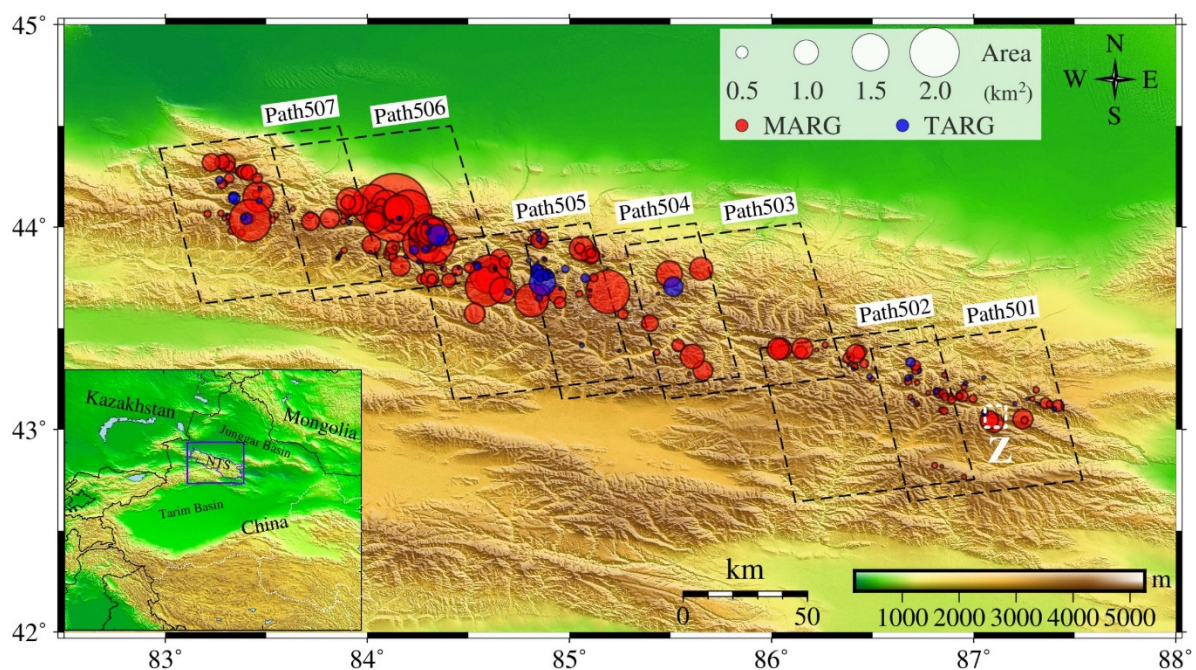 45°
44°
43°
42°
Area
0.5 1.0 1.5 2.0 (km²)
MARG TARG
N
W E
S
Path507
Path506
Path505
Path504
Path503
Path502
Path501
Z
Kazakhstan
Mongolia
Junggar Basin
NTS
Tarim Basin
China
km
0 50
m
1000 2000 3000 4000 5000
83° 84° 85° 86° 87° 88°